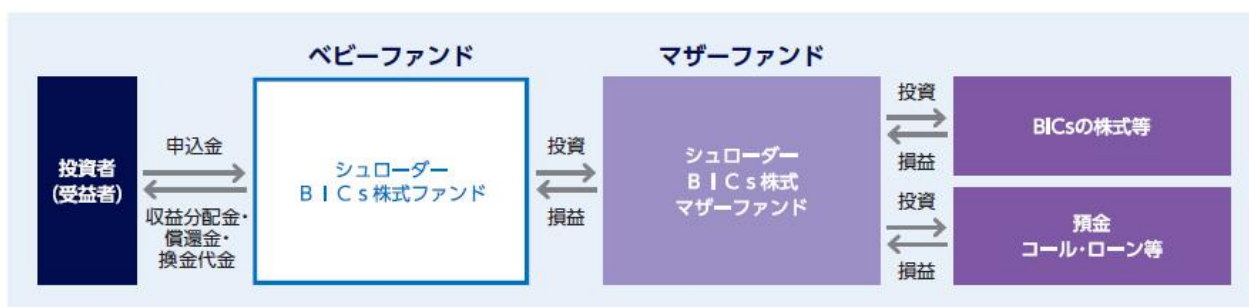 ベビーファンド
マザーファンド
投資者
(受益者)
申込金
収益分配金・
償還金・
換金代金
シュローダー
BICs株式ファンド
投資
損益
シュローダー
BICs株式
マザーファンド
投資
損益
BICsの株式等
投資
損益
預金
コール・ローン等